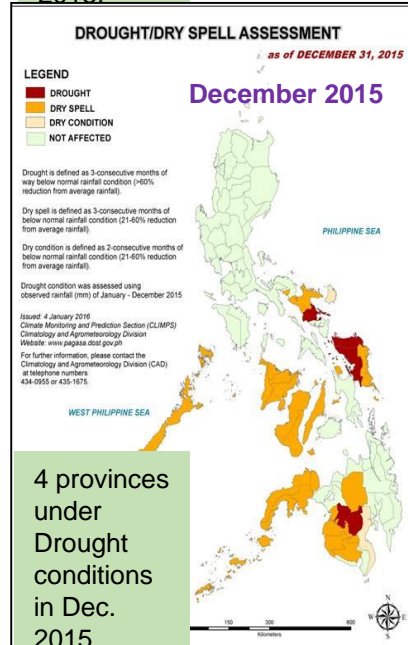 DROUGHT/DRY SPELL ASSESSMENT
as of DECEMBER 31, 2015
LEGEND
DROUGHT
DRY SPELL
DRY CONDITION
NOT AFFECTED
December 2015
Drought is defined as 3-consecutive months of
way below normal rainfall condition (>60%
reduction from average rainfall).
Dry spell is defined as 3-consecutive months of
below normal rainfall condition (21-60% reduction
from average rainfall).
Dry condition is defined as 2-consecutive months of
below normal rainfall condition (21-60% reduction
from average rainfall).
Drought condition was assessed using
observed rainfall (mm) of January - December 2015
Issued: 4 January 2016
Climate Monitoring and Prediction Section (CLIMPS)
Climatology and Agrometeorology Division
Website: www.pagasa.dost.gov.ph
For further information, please contact the
Climatology and Agrometeorology Division (CAD)
at telephone numbers
434-0955 or 435-1675.
PHILIPPINE SEA
WEST PHILIPPINE SEA
4 provinces
under
Drought
conditions
in Dec.
2015
N
W E
S
150 300 600
Kilometers